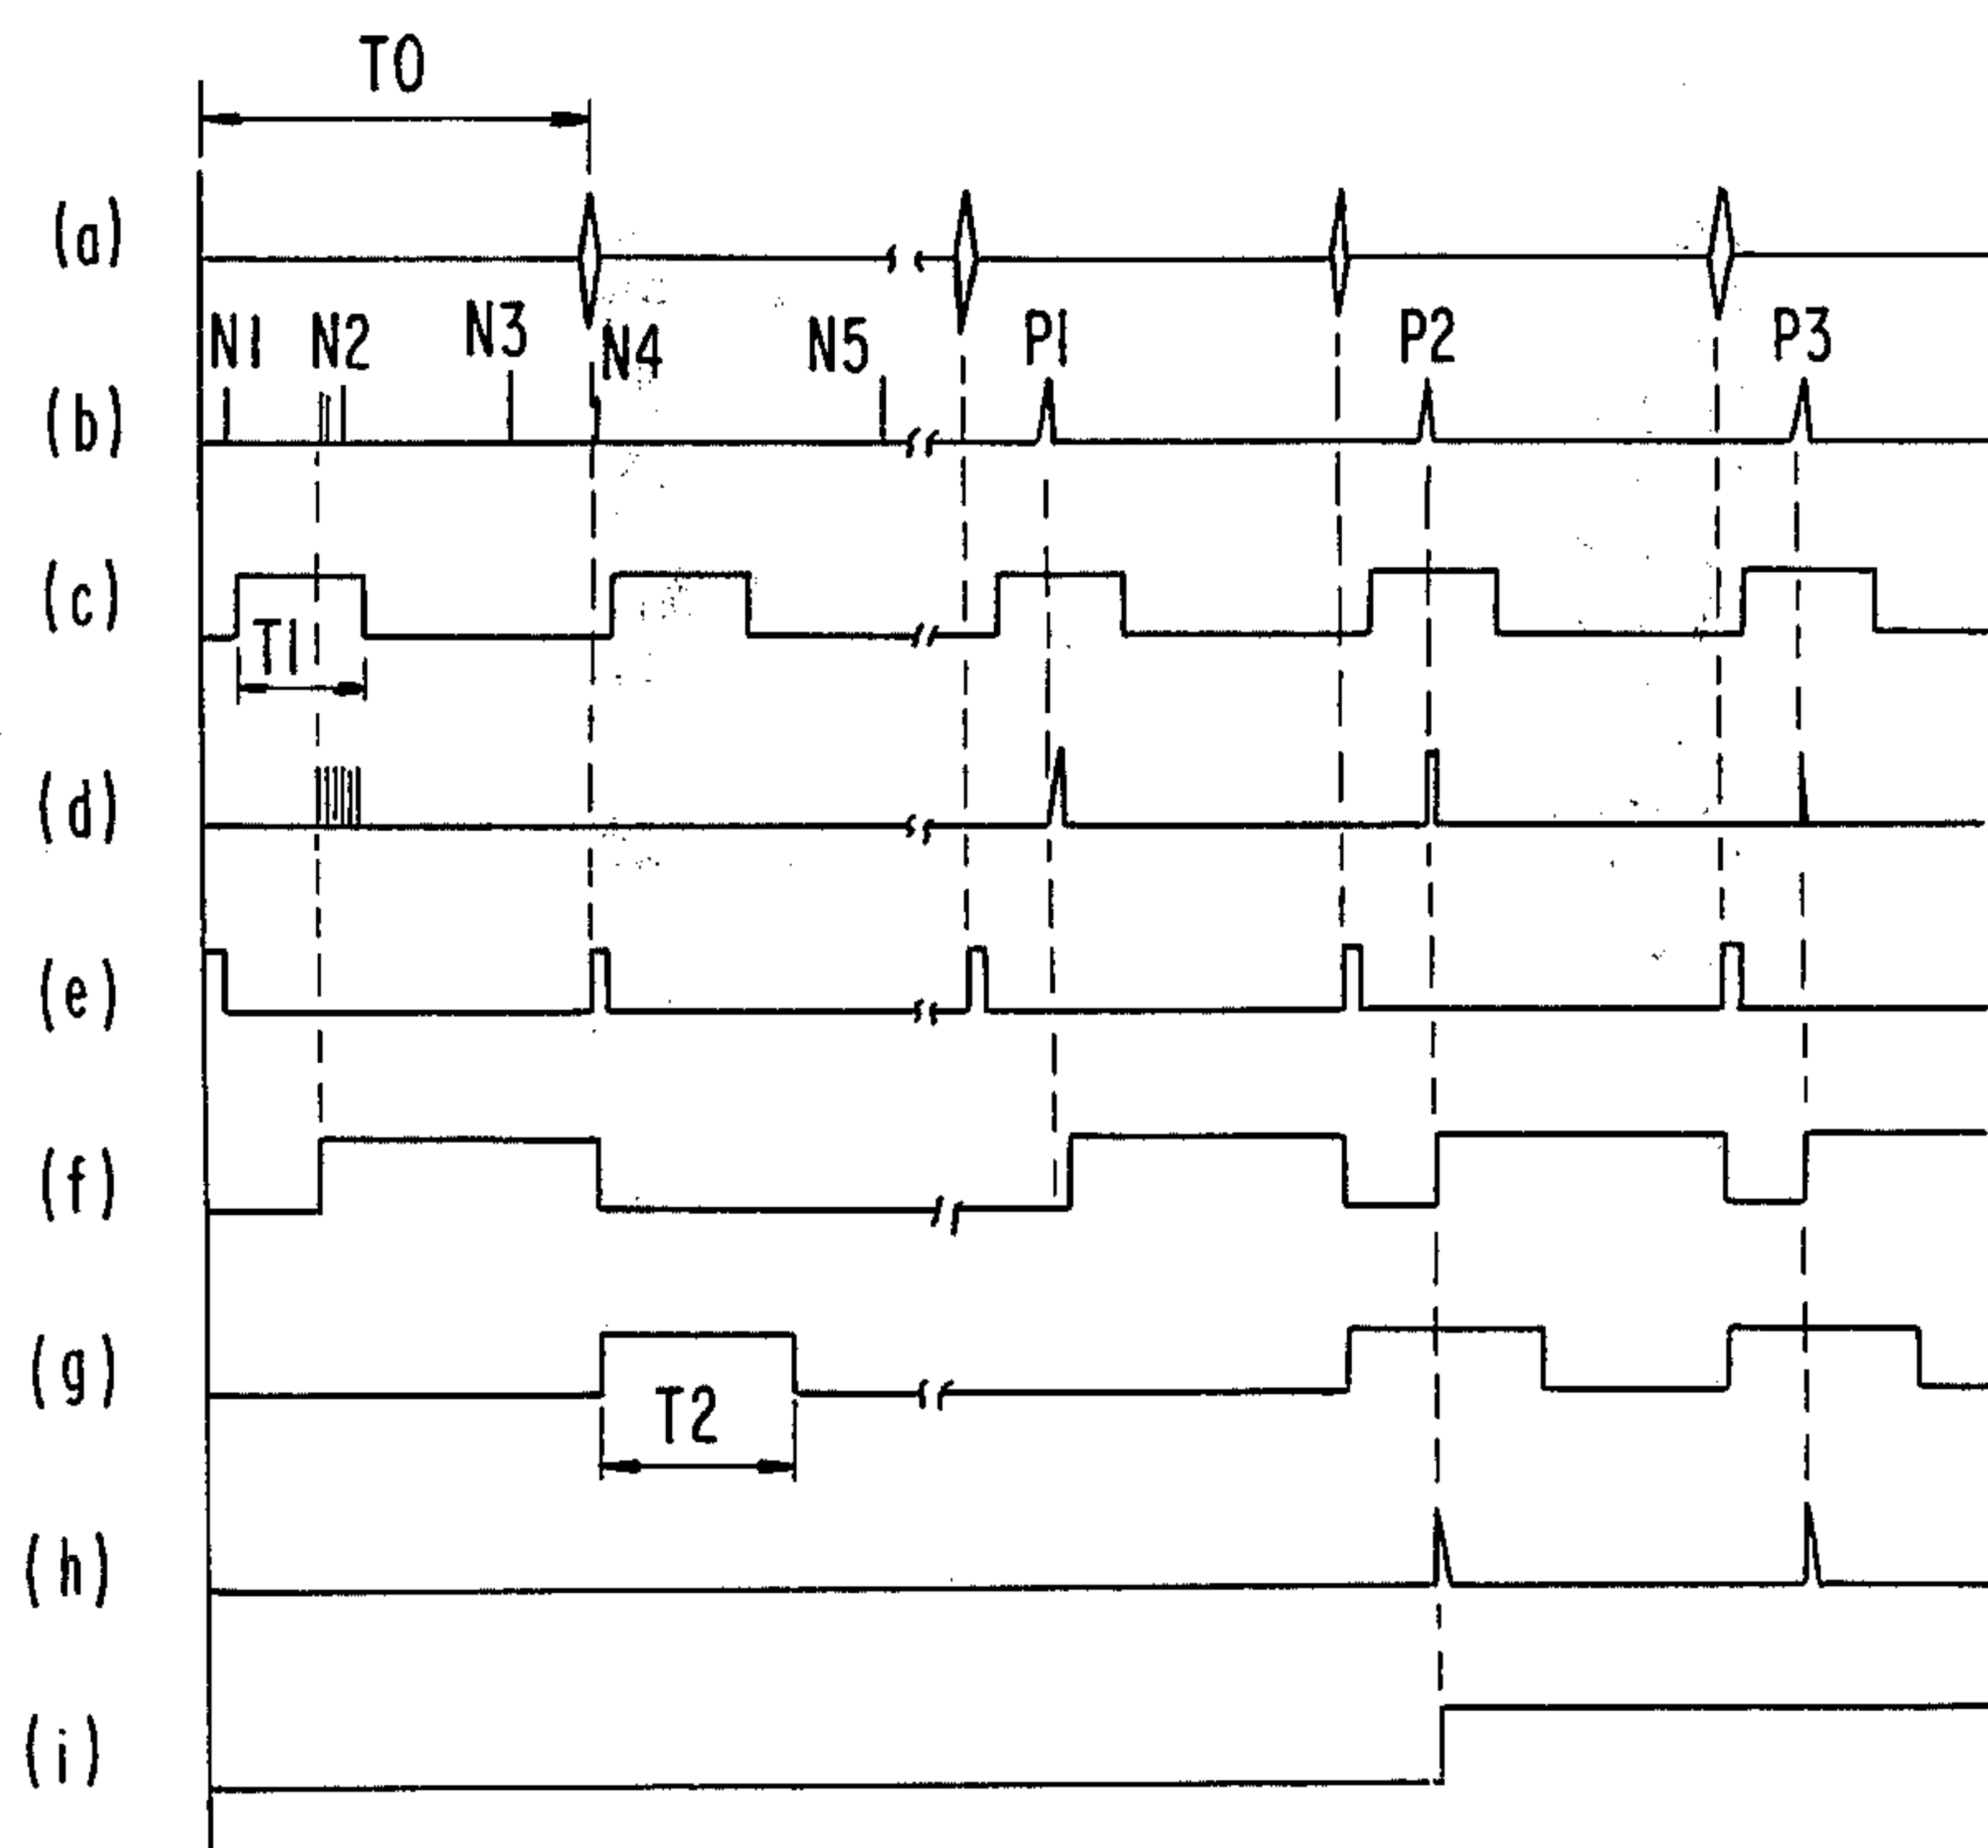 T0
(a)
N1 N2 N3 N4 N5 P1 P2 P3
(b)
(c)
T1
(d)
(e)
(f)
(g)
T2
(h)
(i)